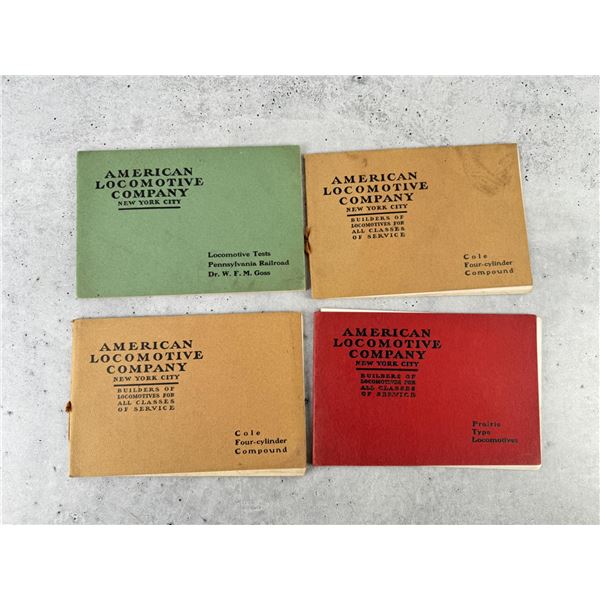 AMERICAN
LOCOMOTIVE
COMPANY
NEW YORK CITY
Locomotive Tests
Pennsylvania Railroad
Dr. W. F. M. Goss
AMERICAN
LOCOMOTIVE
COMPANY
NEW YORK CITY
BUILDERS OF
LOCOMOTIVES FOR
ALL CLASSES
OF SERVICE
Cole
Four-cylinder
Compound
AMERICAN
LOCOMOTIVE
COMPANY
NEW YORK CITY
BUILDERS OF
LOCOMOTIVES FOR
ALL CLASSES
OF SERVICE
Cole
Four-cylinder
Compound
AMERICAN
LOCOMOTIVE
COMPANY
NEW YORK CITY
BUILDERS OF
LOCOMOTIVES FOR
ALL CLASSES
OF SERVICE
Prairie
Type
Locomotives